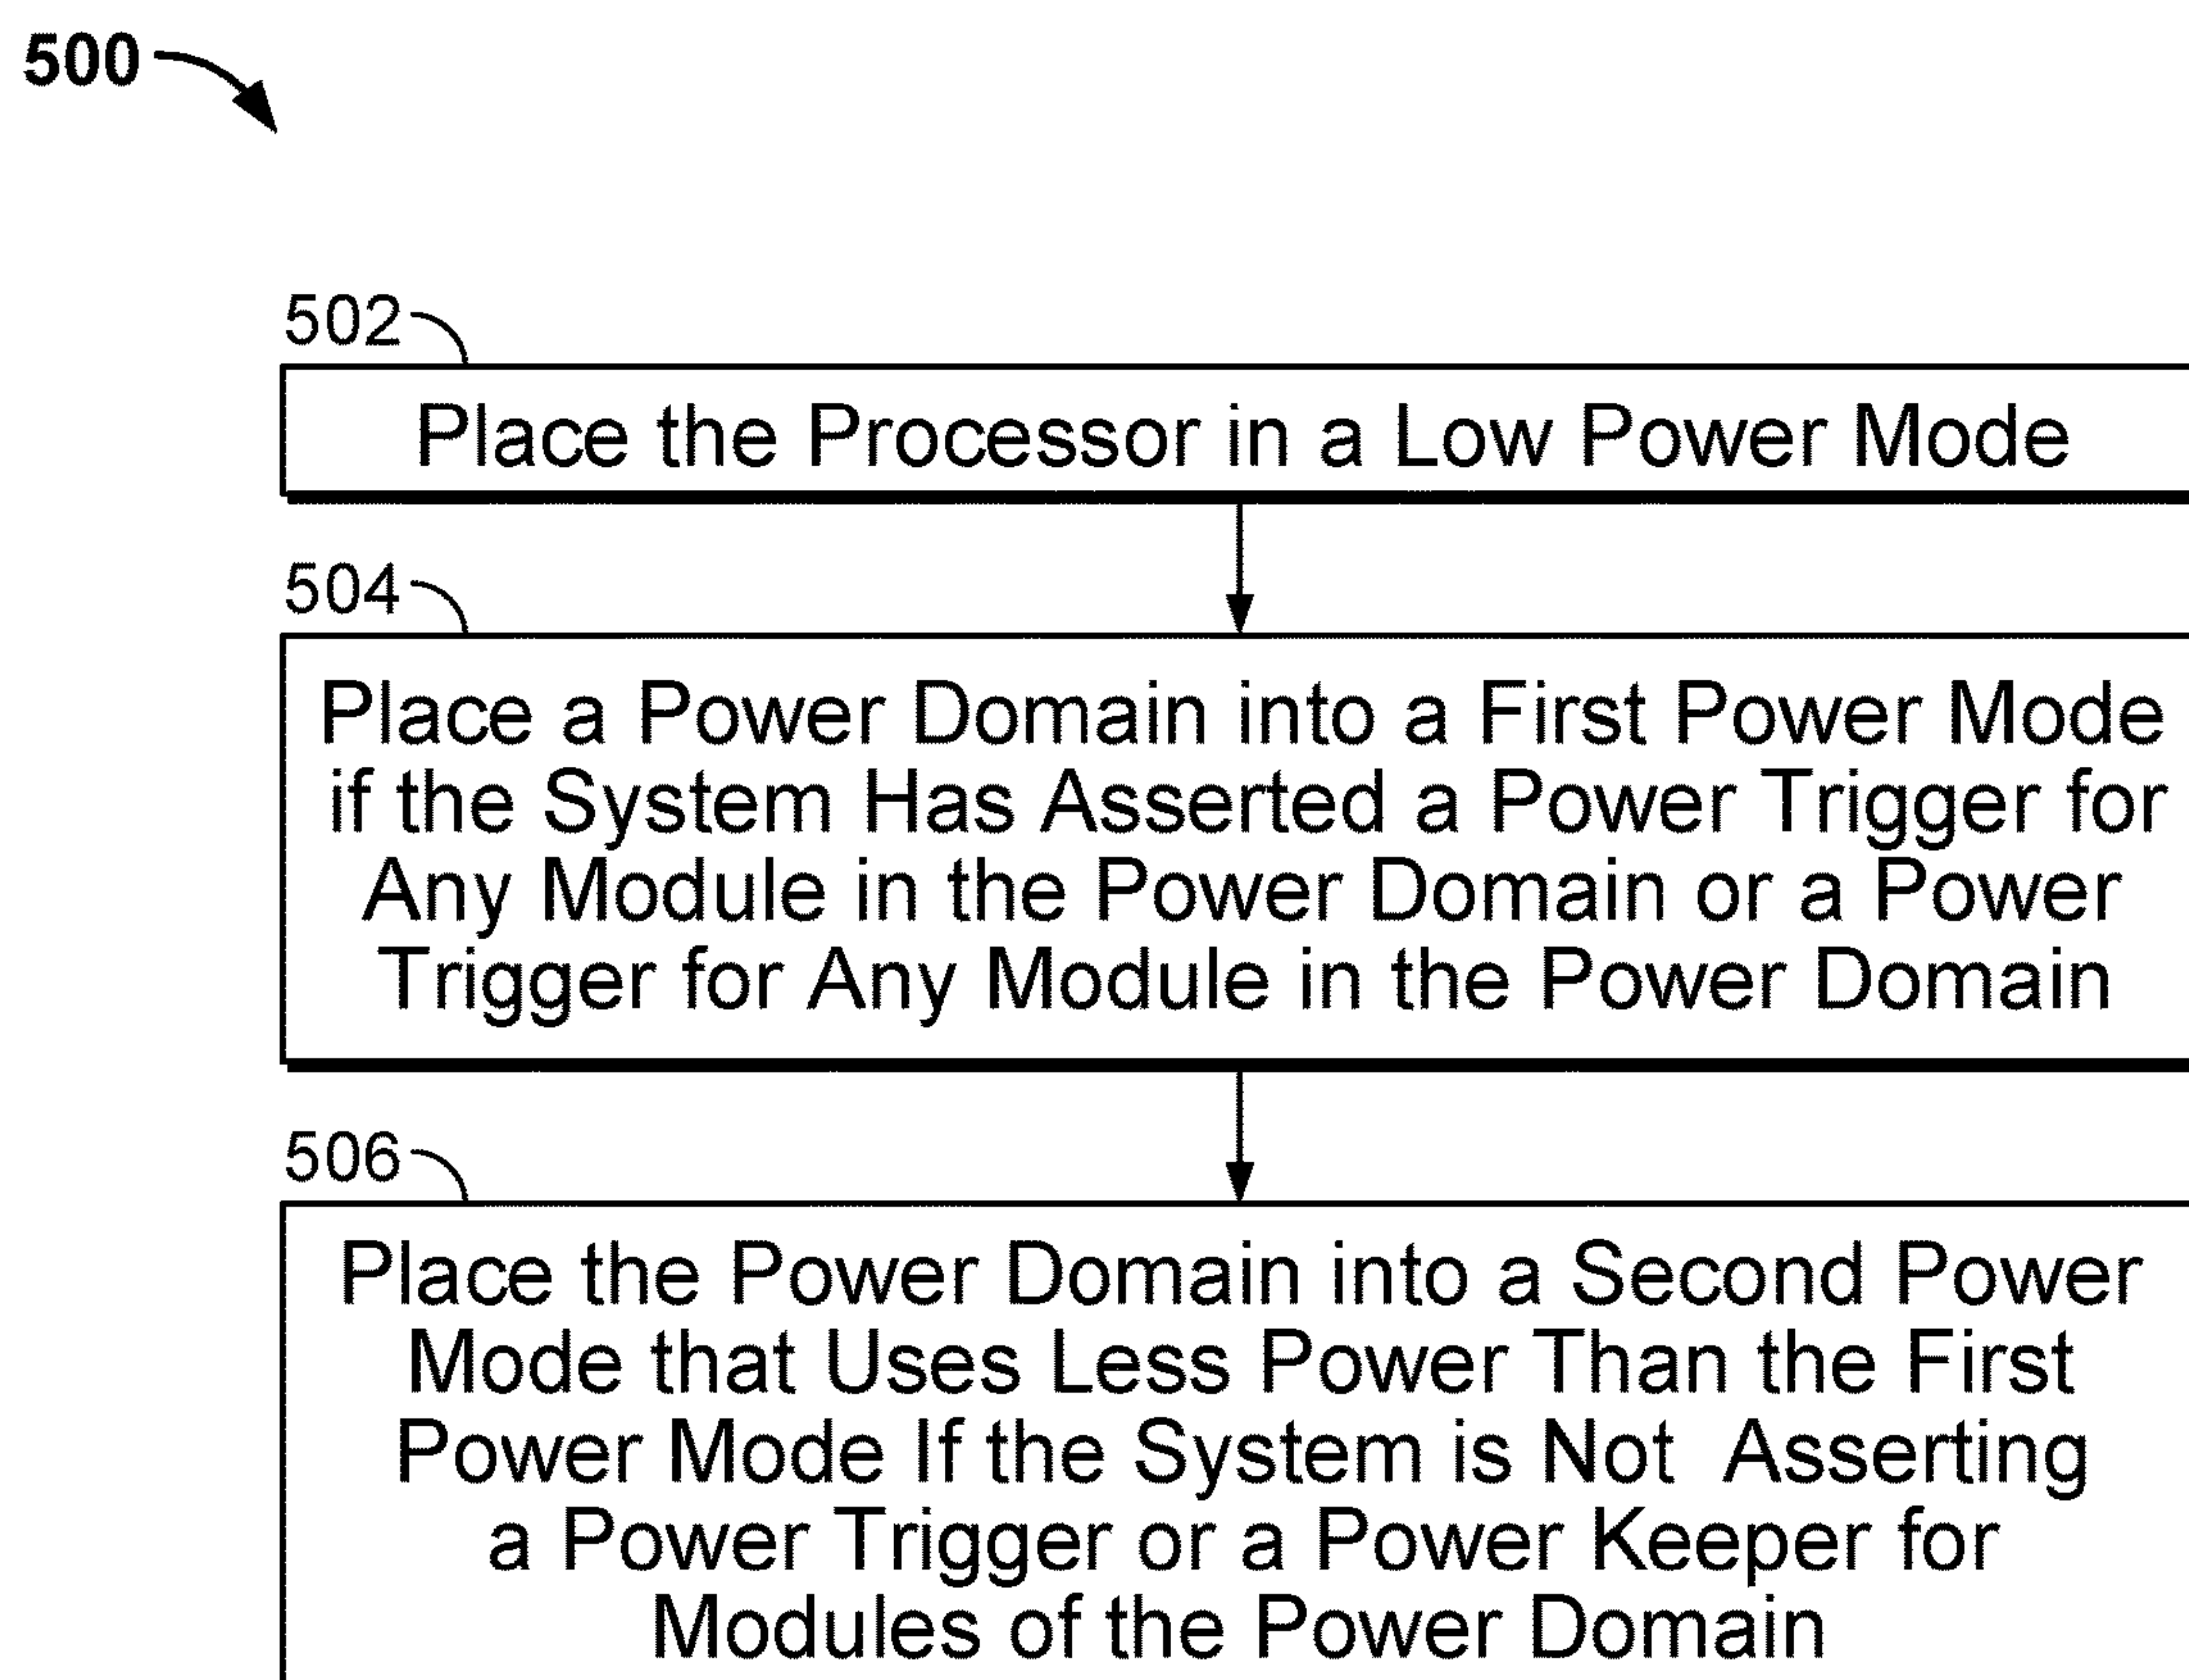 500
502
Place the Processor in a Low Power Mode
504
Place a Power Domain into a First Power Mode
if the System Has Asserted a Power Trigger for
Any Module in the Power Domain or a Power
Trigger for Any Module in the Power Domain
506
Place the Power Domain into a Second Power
Mode that Uses Less Power Than the First
Power Mode If the System is Not Asserting
a Power Trigger or a Power Keeper for
Modules of the Power Domain